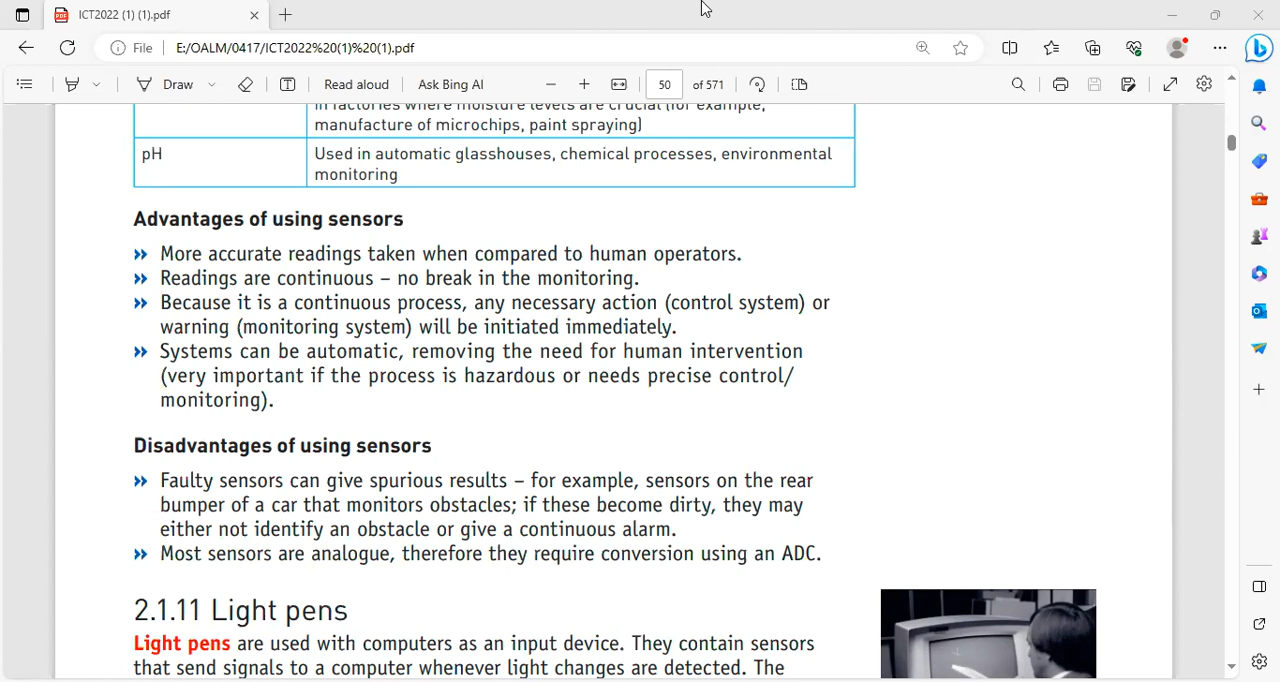 ICT2022 (1) (1).pdf
File
E:/OALM/0417/ICT2022%20(1)%20(1).pdf
Draw
Read aloud
Ask Bing AI
50
of 571
in factories where moisture levels are crucial (for example,
manufacture of microchips, paint spraying)
pH
Used in automatic glasshouses, chemical processes, environmental
monitoring
Advantages of using sensors
» More accurate readings taken when compared to human operators.
» Readings are continuous – no break in the monitoring.
» Because it is a continuous process, any necessary action (control system) or
warning (monitoring system) will be initiated immediately.
» Systems can be automatic, removing the need for human intervention
(very important if the process is hazardous or needs precise control/
monitoring).
Disadvantages of using sensors
» Faulty sensors can give spurious results – for example, sensors on the rear
bumper of a car that monitors obstacles; if these become dirty, they may
either not identify an obstacle or give a continuous alarm.
» Most sensors are analogue, therefore they require conversion using an ADC.
2.1.11 Light pens
Light pens are used with computers as an input device. They contain sensors
that send signals to a computer whenever light changes are detected. The